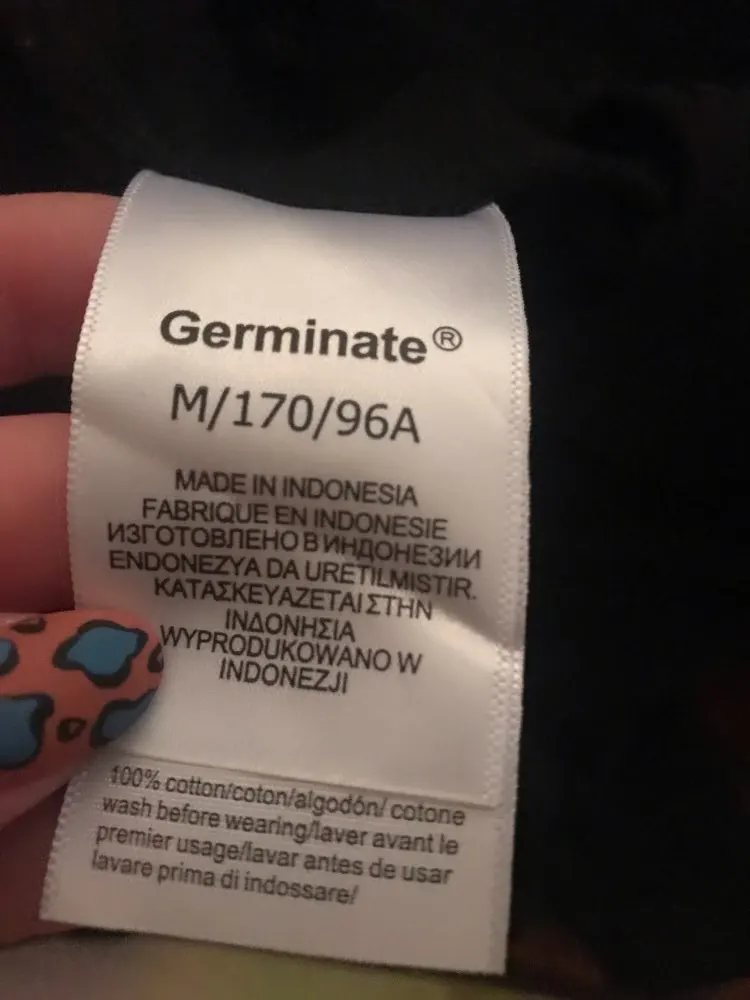 Germinate®
M/170/96A
MADE IN INDONESIA
FABRIQUE EN INDONESIE
ИЗГОТОВЛЕНО В ИНДОНЕЗИИ
ENDONEZYA DA URETILMISTIR.
ΚΑΤΑΣΚΕΥΑΖΕΤΑΙ ΣΤΗΝ
ΙΝΔΟΝΗΣΙΑ
WYPRODUKOWANO W
INDONEZJI
100% cotton/coton/algodón/ cotone
wash before wearing/laver avant le
premier usage/lavar antes de usar
lavare prima di indossare/